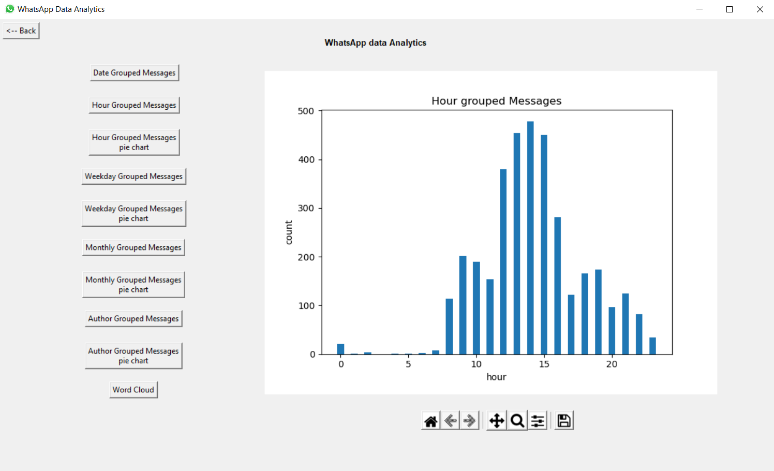 WhatsApp Data Analytics
<-- Back
WhatsApp data Analytics
Date Grouped Messages
Hour Grouped Messages
Hour Grouped Messages
pie chart
Weekday Grouped Messages
Weekday Grouped Messages
pie chart
Monthly Grouped Messages
Monthly Grouped Messages
pie chart
Author Grouped Messages
Author Grouped Messages
pie chart
Word Cloud
Hour grouped Messages
500
400
300
200
100
0
count
0 5 10 15 20
hour